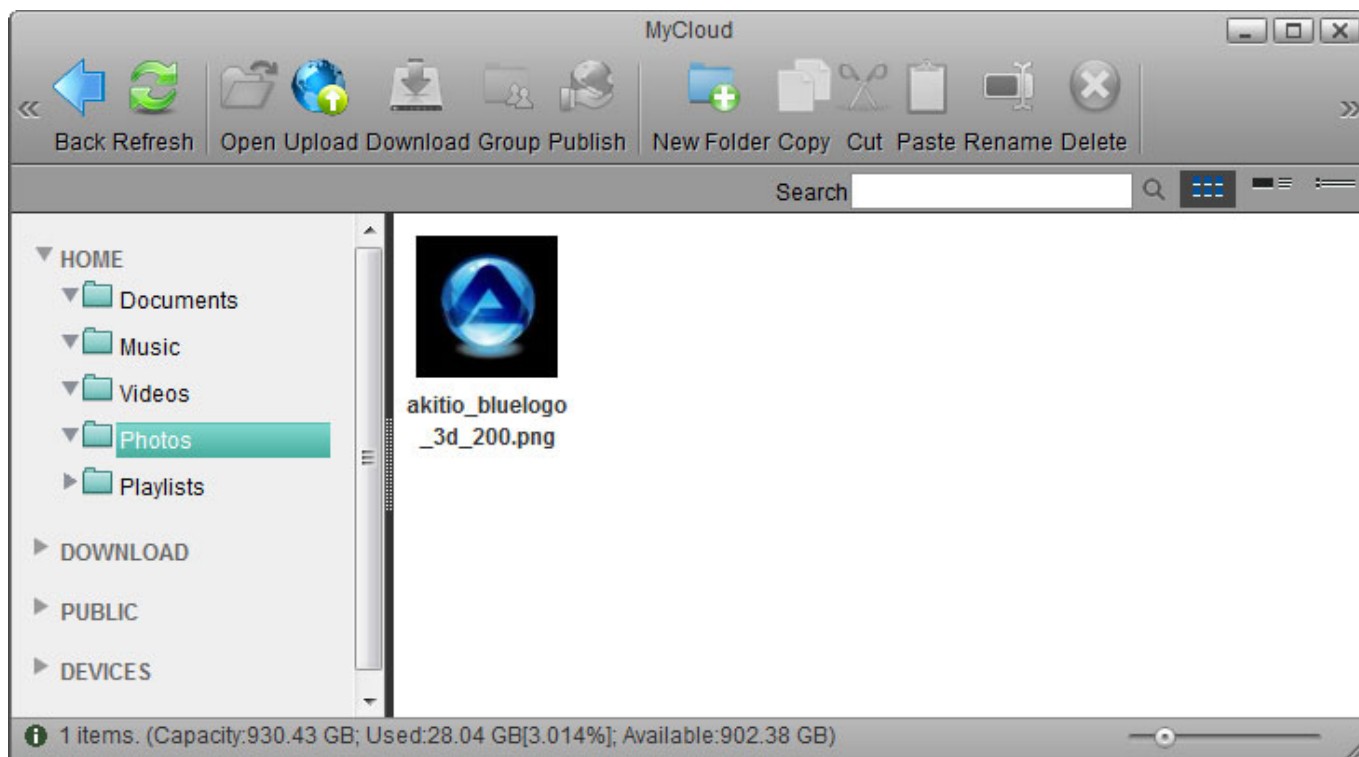 MyCloud
Back Refresh Open Upload Download Group Publish New Folder Copy Cut Paste Rename Delete
Search
HOME
Documents
Music
Videos
Photos
Playlists
DOWNLOAD
PUBLIC
DEVICES
akitio_bluelogo
_3d_200.png
1 items. (Capacity:930.43 GB; Used:28.04 GB[3.014%]; Available:902.38 GB)